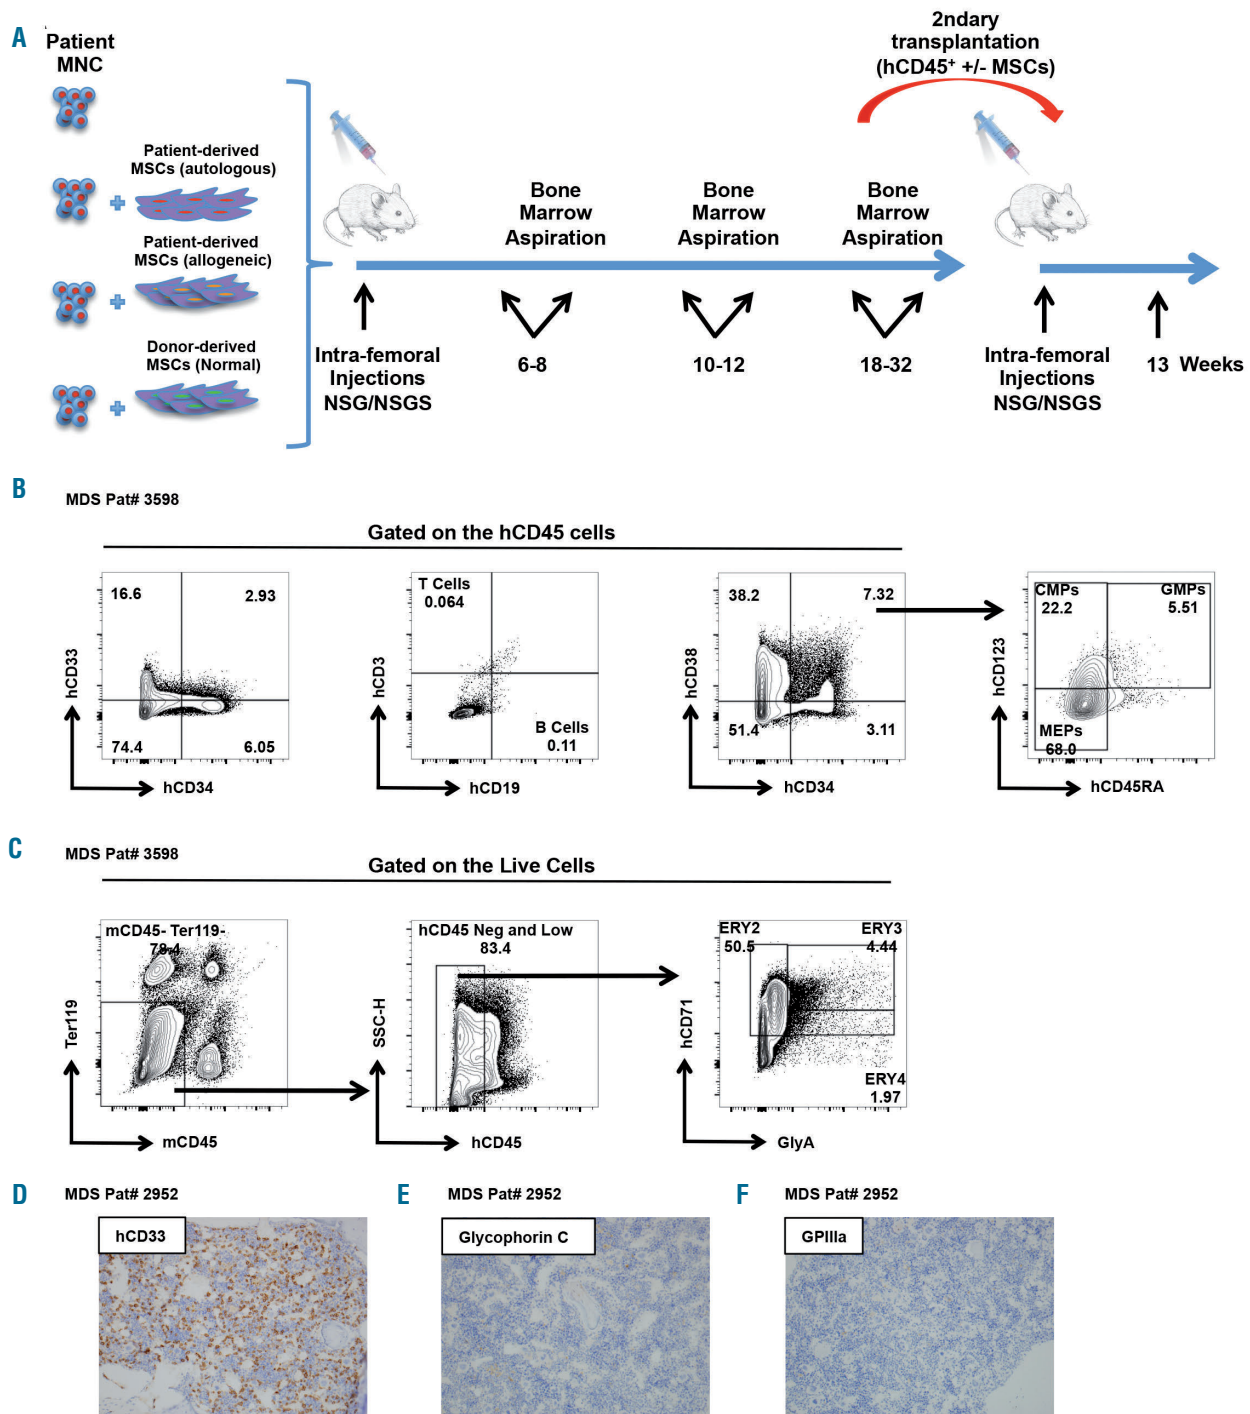 A
Patient
MNC
Patient-derived
MSCs (autologous)
Patient-derived
MSCs (allogeneic)
Donor-derived
MSCs (Normal)
2ndary
transplantation
(hCD45+ +/- MSCs)
Bone
Marrow
Aspiration
Bone
Marrow
Aspiration
Bone
Marrow
Aspiration
Intra-femoral
Injections
NSG/NSGS
6-8
10-12
18-32
Intra-femoral
Injections
NSG/NSGS
13 Weeks
B
MDS Pat# 3598
Gated on the hCD45 cells
16.6
2.93
74.4
6.05
hCD33
hCD34
T Cells
0.064
B Cells
0.11
hCD3
hCD19
38.2
7.32
51.4
3.11
hCD38
hCD34
CMPs
22.2
GMPs
5.51
MEPs
68.0
hCD123
hCD45RA
C
MDS Pat# 3598
Gated on the Live Cells
mCD45- Ter119-
78.4
Ter119
mCD45
hCD45 Neg and Low
83.4
SSC-H
hCD45
ERY2
50.5
ERY3
4.44
ERY4
1.97
hCD71
GlyA
D
MDS Pat# 2952
hCD33
E
MDS Pat# 2952
Glycophorin C
F
MDS Pat# 2952
GPIIIa